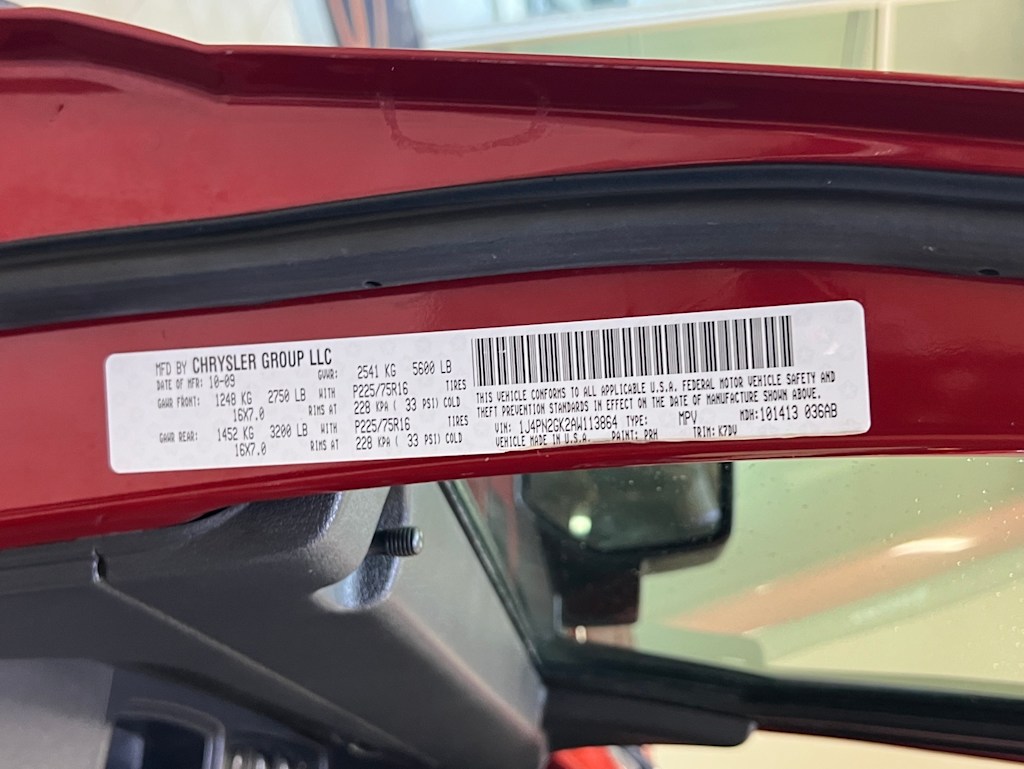 MFD BY CHRYSLER GROUP LLC
DATE OF MFR: 10-09 GVWR: 2541 KG 5600 LB
GAWR FRONT: 1248 KG 2750 LB WITH P225/75R16 TIRES
16X7.0 RIMS AT 228 KPA ( 33 PSI) COLD
GAWR REAR: 1452 KG 3200 LB WITH P225/75R16 TIRES
16X7.0 RIMS AT 228 KPA ( 33 PSI) COLD
THIS VEHICLE CONFORMS TO ALL APPLICABLE U.S.A. FEDERAL MOTOR VEHICLE SAFETY AND
THEFT PREVENTION STANDARDS IN EFFECT ON THE DATE OF MANUFACTURE SHOWN ABOVE.
VIN: 1J4PN2GK2AW113864 TYPE: MPV MDH:101413 036AB
VEHICLE MADE IN U.S.A. PAINT: PRH TRIM: K7DV